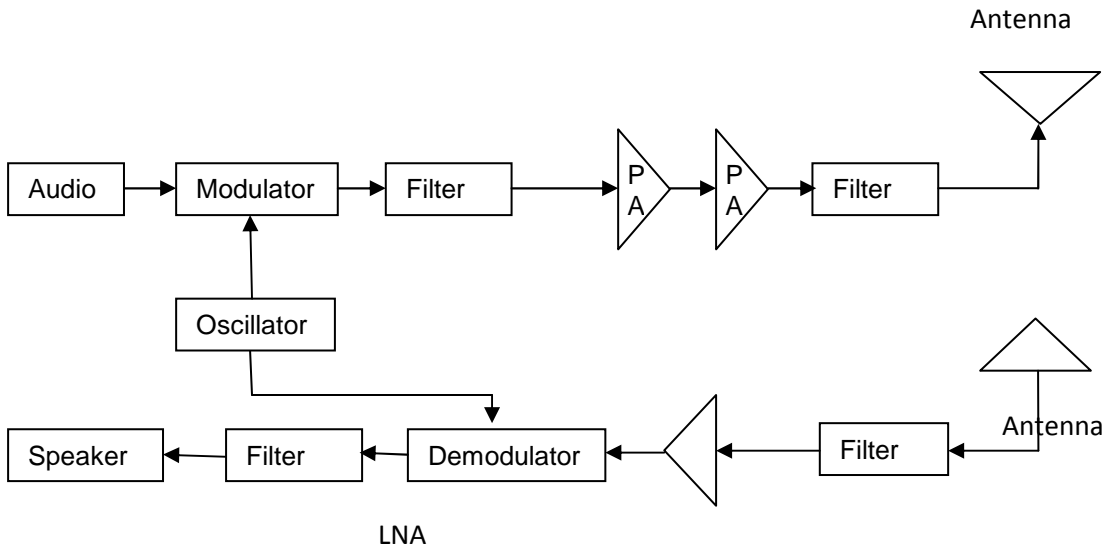 Antenna
Audio
Modulator
Filter
P
A
P
A
Filter
Oscillator
Antenna
Speaker
Filter
Demodulator
Filter
LNA